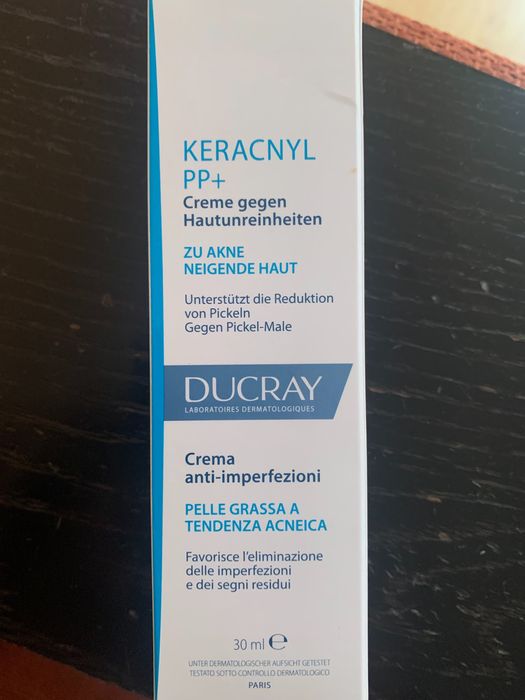 KERACNYL
PP+
Creme gegen
Hautunreinheiten
ZU AKNE
NEIGENDE HAUT
Unterstützt die Reduktion
von Pickeln
Gegen Pickel-Male
DUCRAY
LABORATOIRES DERMATOLOGIQUES
Crema
anti-imperfezioni
PELLE GRASSA A
TENDENZA ACNEICA
Favorisce l'eliminazione
delle imperfezioni
e dei segni residui
30 ml ℮
UNTER DERMATOLOGISCHER AUFSICHT GETESTET
TESTATO SOTTO CONTROLLO DERMATOLOGICO
PARIS